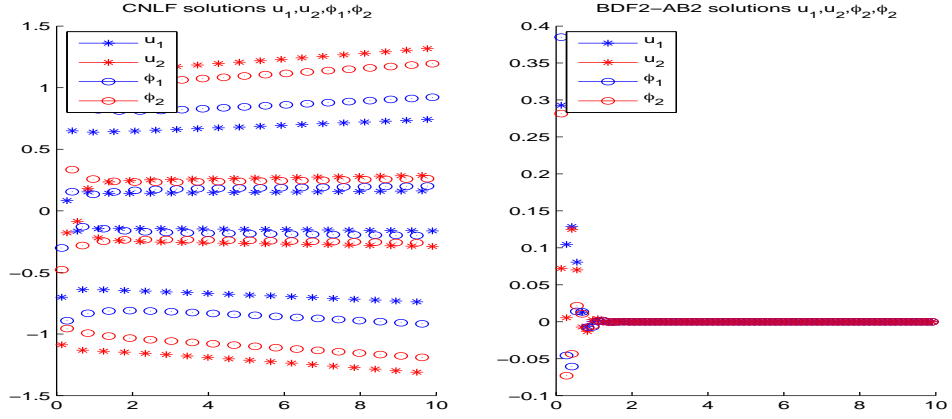 CNLF solutions u₁,u₂,ϕ₁,ϕ₂
1.5
1
0.5
0
−0.5
−1
−1.5
0 2 4 6 8 10
u₁
u₂
ϕ₁
ϕ₂
BDF2−AB2 solutions u₁,u₂,ϕ₁,ϕ₂
0.4
0.35
0.3
0.25
0.2
0.15
0.1
0.05
0
−0.05
−0.1
0 2 4 6 8 10
u₁
u₂
ϕ₁
ϕ₂